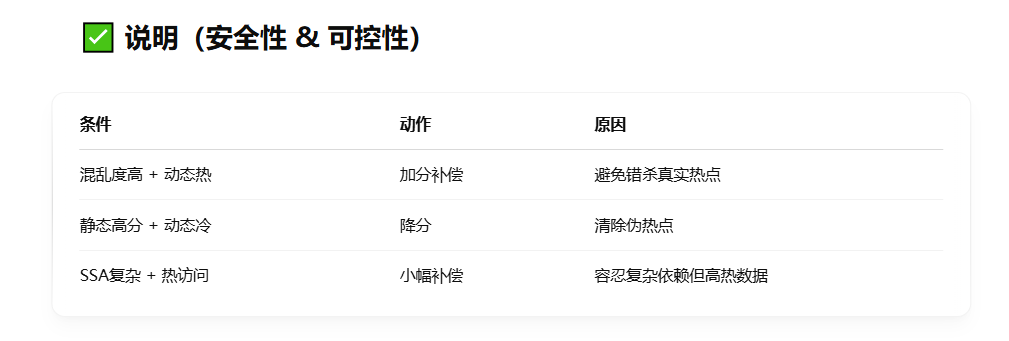 ✅ 说明（安全性 & 可控性）
条件 动作 原因
混乱度高 + 动态热 加分补偿 避免错杀真实热点
静态高分 + 动态冷 降分 清除伪热点
SSA复杂 + 热访问 小幅补偿 容忍复杂依赖但高热数据